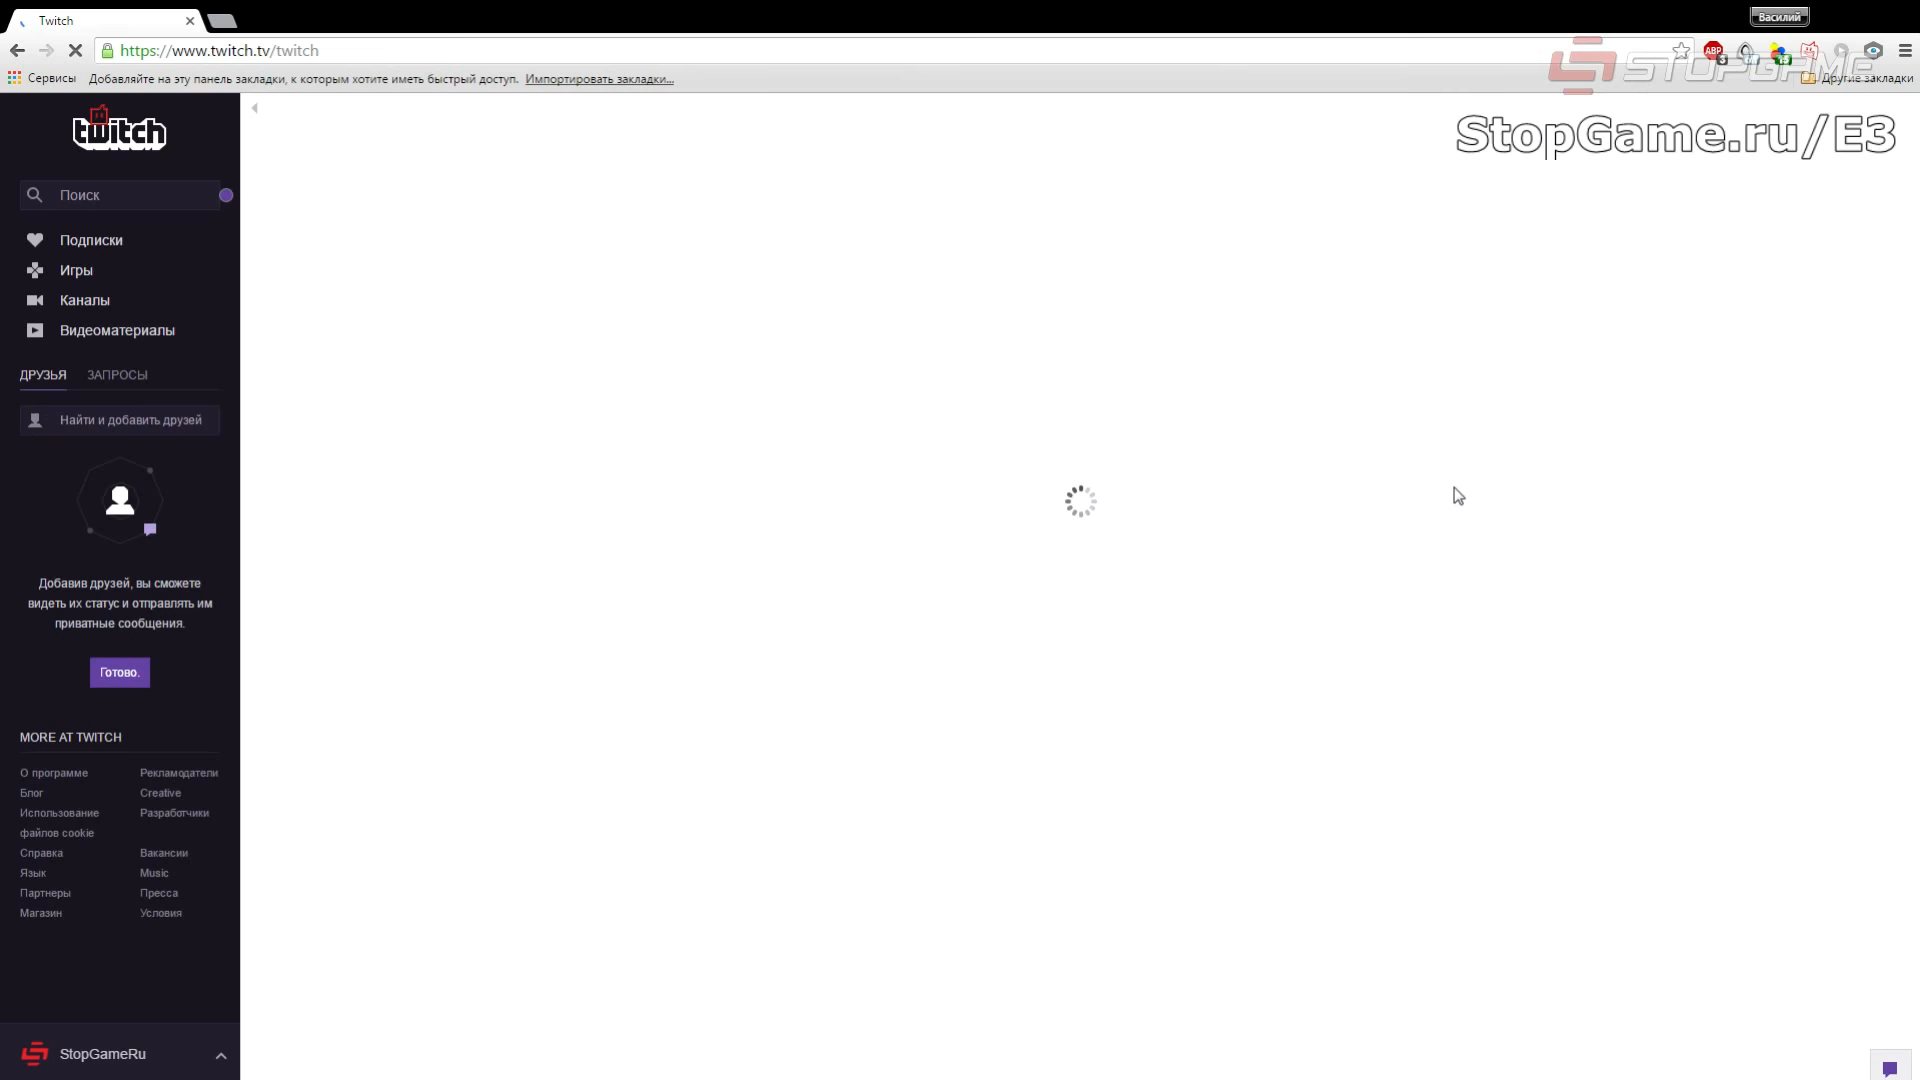 Twitch
Василий
https://www.twitch.tv/twitch
ABP
Сервисы
Добавляйте на эту панель закладки, к которым хотите иметь быстрый доступ. Импортировать закладки...
Другие закладки
STOPGAME
StopGame.ru/E3
twitch
Поиск
Подписки
Игры
Каналы
Видеоматериалы
ДРУЗЬЯ ЗАПРОСЫ
Найти и добавить друзей
Добавив друзей, вы сможете
видеть их статус и отправлять им
приватные сообщения.
Готово.
MORE AT TWITCH
О программе Рекламодатели
Блог Creative
Использование Разработчики
файлов cookie
Справка Вакансии
Язык Music
Партнеры Пресса
Магазин Условия
StopGameRu